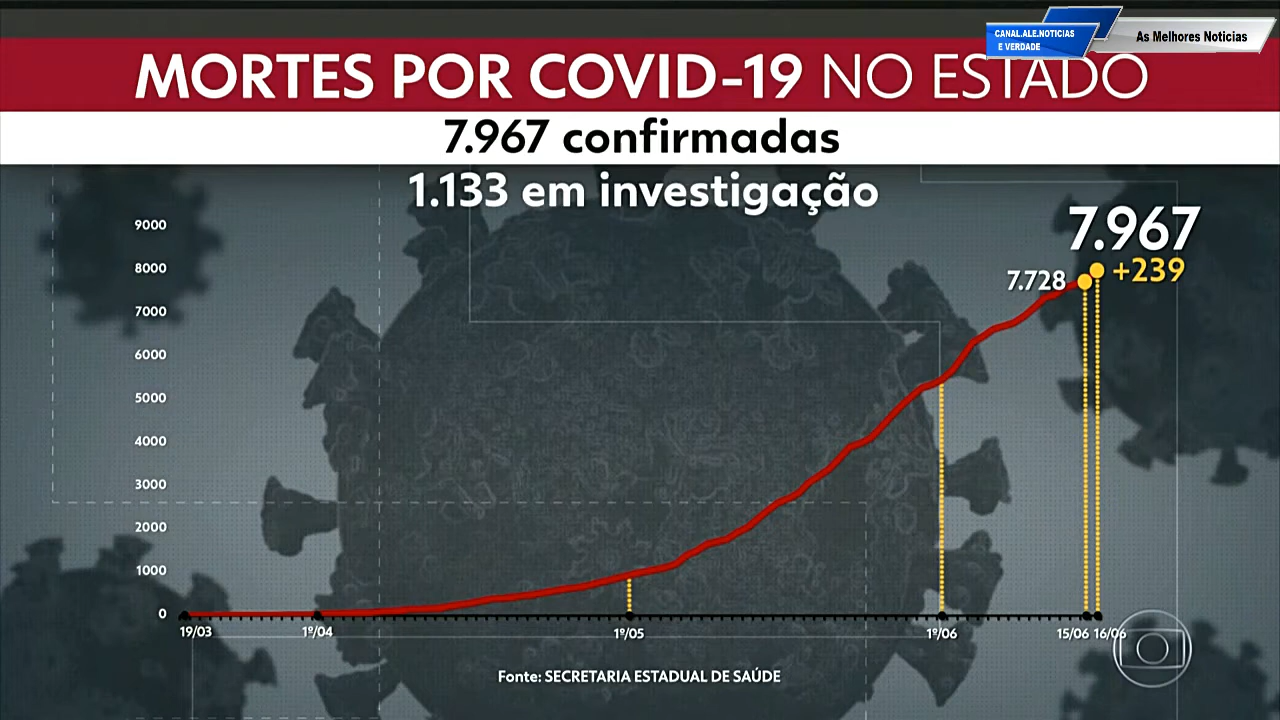 CANAL.ALE.NOTICIAS
E VERDADE
As Melhores Noticias
MORTES POR COVID-19 NO ESTADO
7.967 confirmadas
1.133 em investigação
7.967
+239
7.728
9000
8000
7000
6000
5000
4000
3000
2000
1000
0
19/03 1º/04 1º/05 1º/06 15/06 16/06
Fonte: SECRETARIA ESTADUAL DE SAÚDE